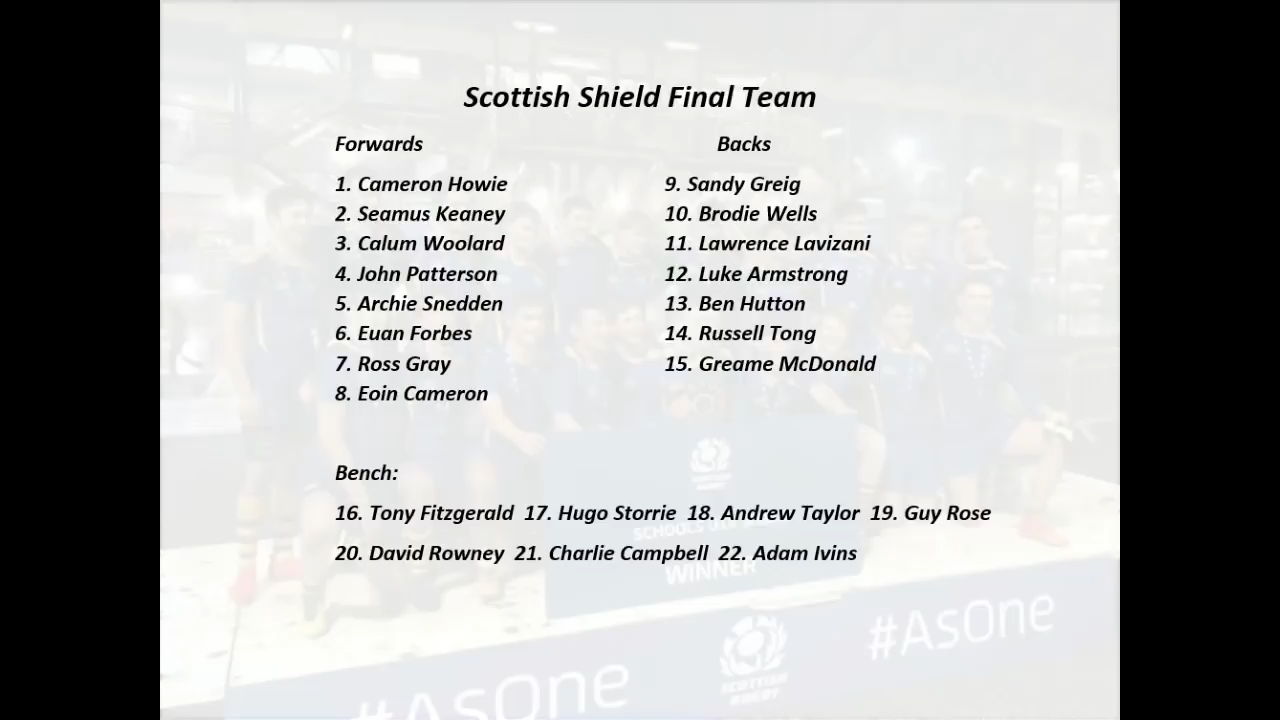 Scottish Shield Final Team
Forwards
1. Cameron Howie
2. Seamus Keaney
3. Calum Woolard
4. John Patterson
5. Archie Snedden
6. Euan Forbes
7. Ross Gray
8. Eoin Cameron
Backs
9. Sandy Greig
10. Brodie Wells
11. Lawrence Lavizani
12. Luke Armstrong
13. Ben Hutton
14. Russell Tong
15. Greame McDonald
Bench:
16. Tony Fitzgerald 17. Hugo Storrie 18. Andrew Taylor 19. Guy Rose
20. David Rowney 21. Charlie Campbell 22. Adam Ivins
SCHOOLS
WINNER
#AsOne
SCOTTISH
RUGBY
#AsOne